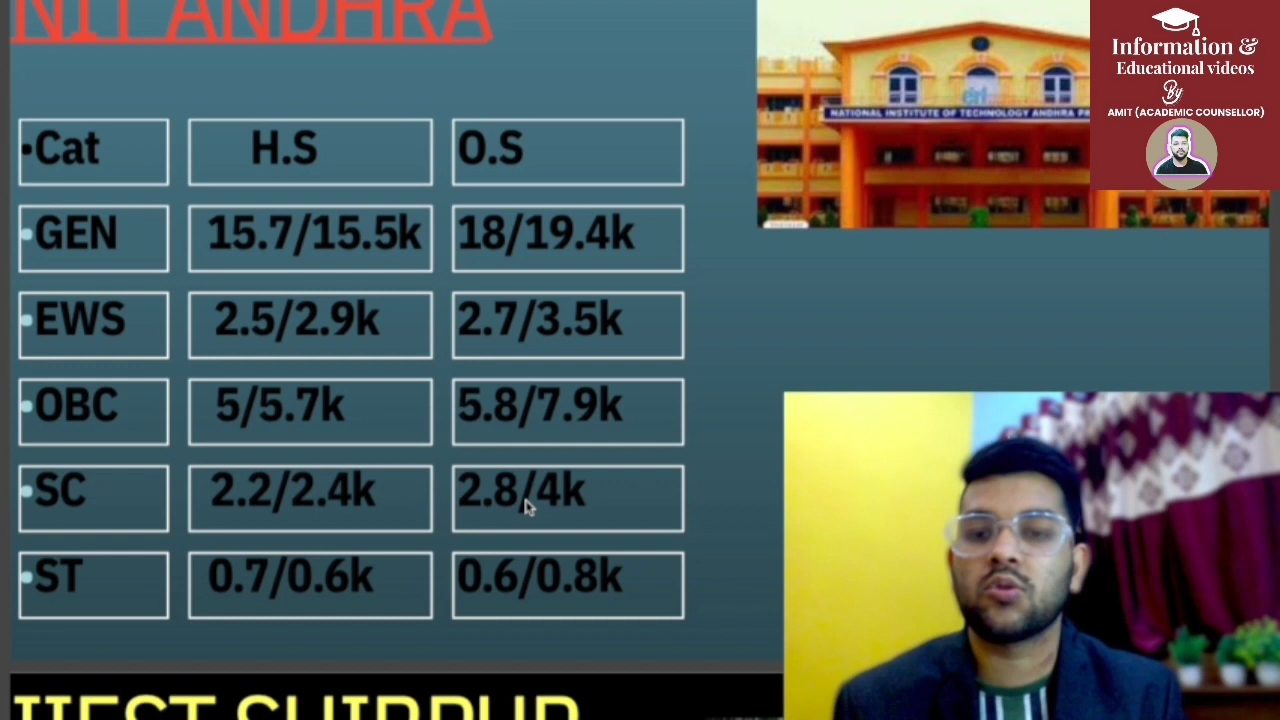 NIT ANDHRA
NATIONAL INSTITUTE OF TECHNOLOGY ANDHRA PR
Information &
Educational videos
By
AMIT (ACADEMIC COUNSELLOR)
•Cat H.S O.S
•GEN 15.7/15.5k 18/19.4k
•EWS 2.5/2.9k 2.7/3.5k
•OBC 5/5.7k 5.8/7.9k
•SC 2.2/2.4k 2.8/4k
•ST 0.7/0.6k 0.6/0.8k
IIEST SHIBPUR